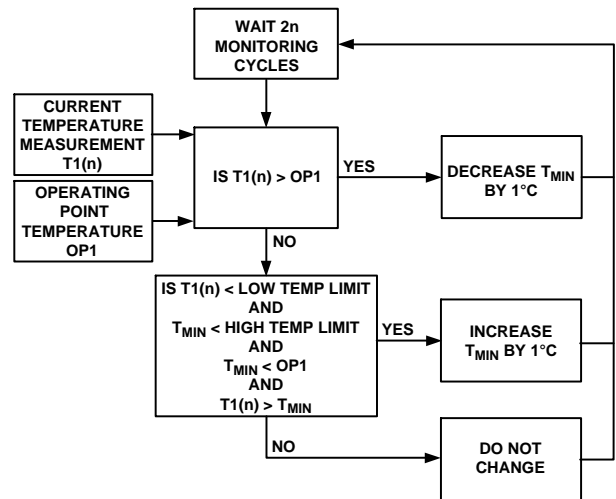 WAIT 2n
MONITORING
CYCLES
CURRENT
TEMPERATURE
MEASUREMENT
T1(n)
IS T1(n) > OP1
YES
DECREASE TMIN
BY 1°C
OPERATING
POINT
TEMPERATURE
OP1
NO
IS T1(n) < LOW TEMP LIMIT
AND
TMIN < HIGH TEMP LIMIT
AND
TMIN < OP1
AND
T1(n) > TMIN
YES
INCREASE
TMIN BY 1°C
NO
DO NOT
CHANGE